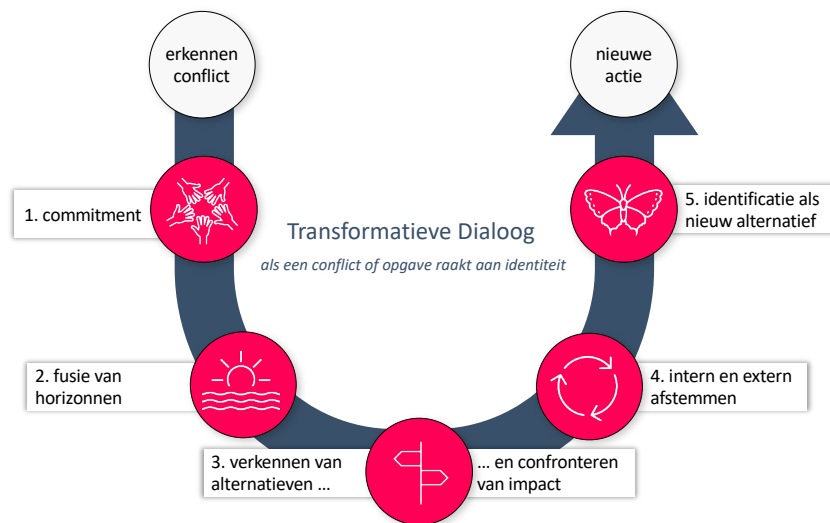 erkennen
conflict
nieuwe
actie
1. commitment
5. identificatie als
nieuw alternatief
Transformatieve Dialoog
als een conflict of opgave raakt aan identiteit
2. fusie van
horizonnen
4. intern en extern
afstemmen
3. verkennen van
alternatieven ...
... en confronteren
van impact